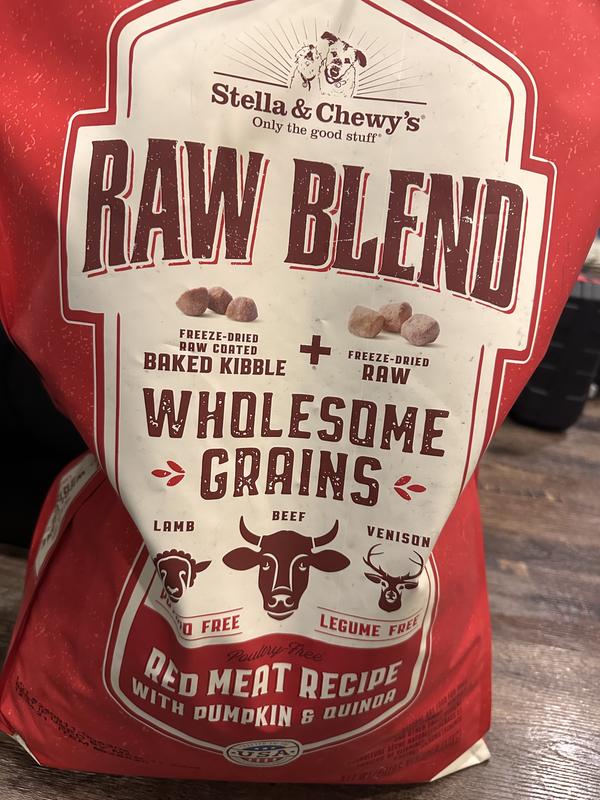 Stella & Chewy's®
Only the good stuff®
RAW BLEND
FREEZE-DRIED
RAW COATED
BAKED KIBBLE
+
FREEZE-DRIED
RAW
WHOLESOME
GRAINS
LAMB
BEEF
VENISON
FREE
LEGUME FREE
Poultry-Free
RED MEAT RECIPE
WITH PUMPKIN & QUINOA
U.S.A.